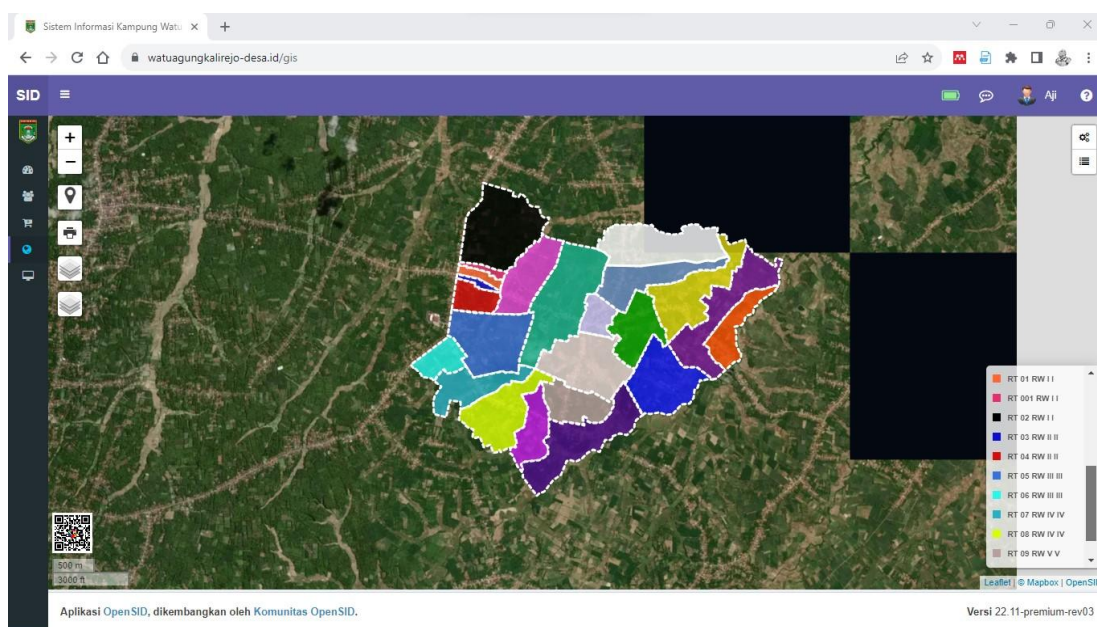 Sistem Informasi Kampung Watu
watuagungkalirejo-desa.id/gis
SID
Aji
+
−
RT 01 RW I I
RT 001 RW I I
RT 02 RW I I
RT 03 RW II II
RT 04 RW II II
RT 05 RW III III
RT 06 RW III III
RT 07 RW IV IV
RT 08 RW IV IV
RT 09 RW V V
500 m
3000 ft
Leaflet | © Mapbox | OpenSI
Aplikasi OpenSID, dikembangkan oleh Komunitas OpenSID.
Versi 22.11-premium-rev03